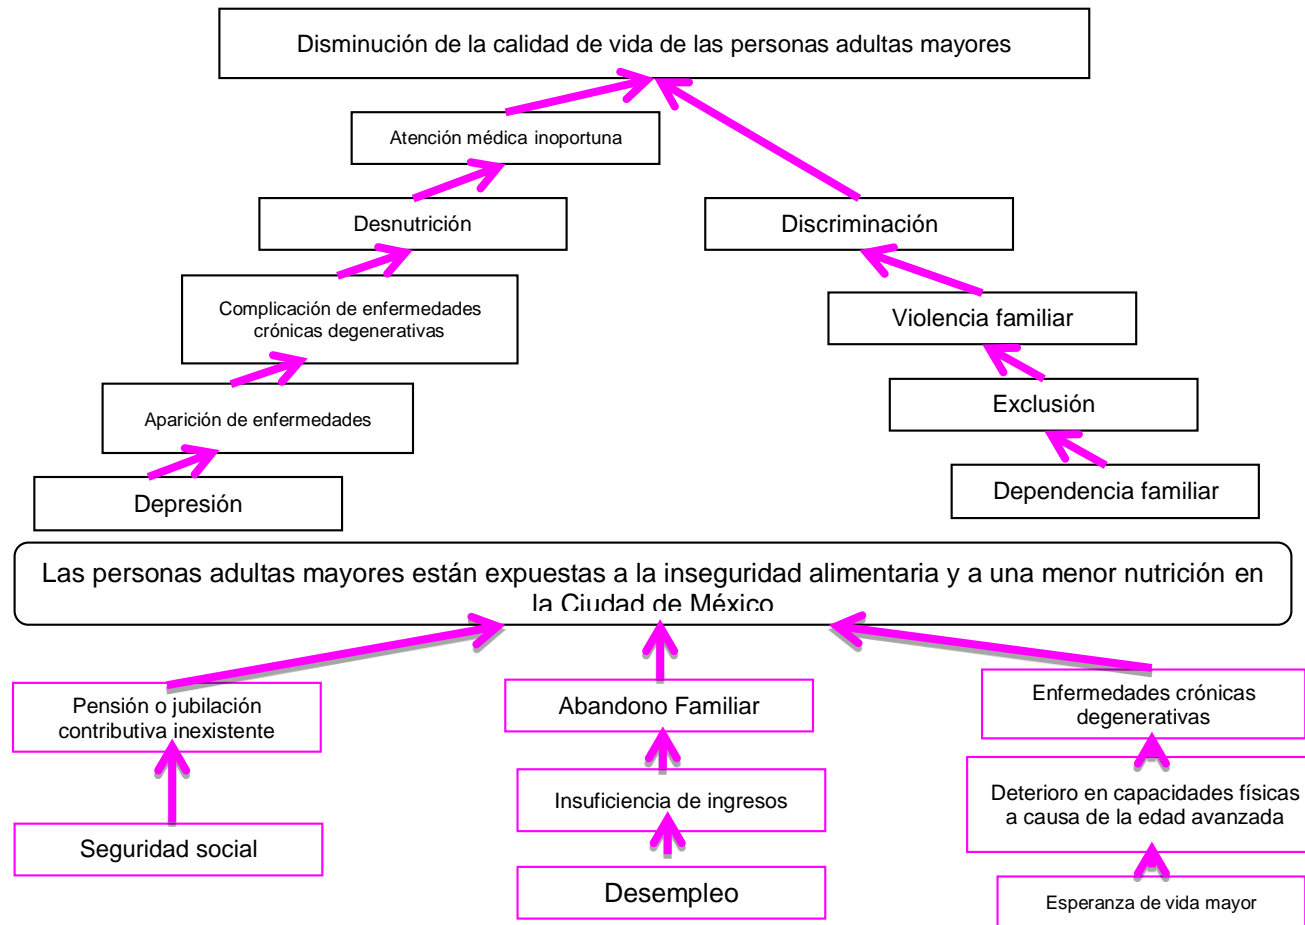 Disminución de la calidad de vida de las personas adultas mayores
Atención médica inoportuna
Desnutrición
Discriminación
Complicación de enfermedades
crónicas degenerativas
Violencia familiar
Aparición de enfermedades
Exclusión
Depresión
Dependencia familiar
Las personas adultas mayores están expuestas a la inseguridad alimentaria y a una menor nutrición en
la Ciudad de México
Pensión o jubilación
contributiva inexistente
Abandono Familiar
Enfermedades crónicas
degenerativas
Insuficiencia de ingresos
Deterioro en capacidades físicas
a causa de la edad avanzada
Seguridad social
Desempleo
Esperanza de vida mayor